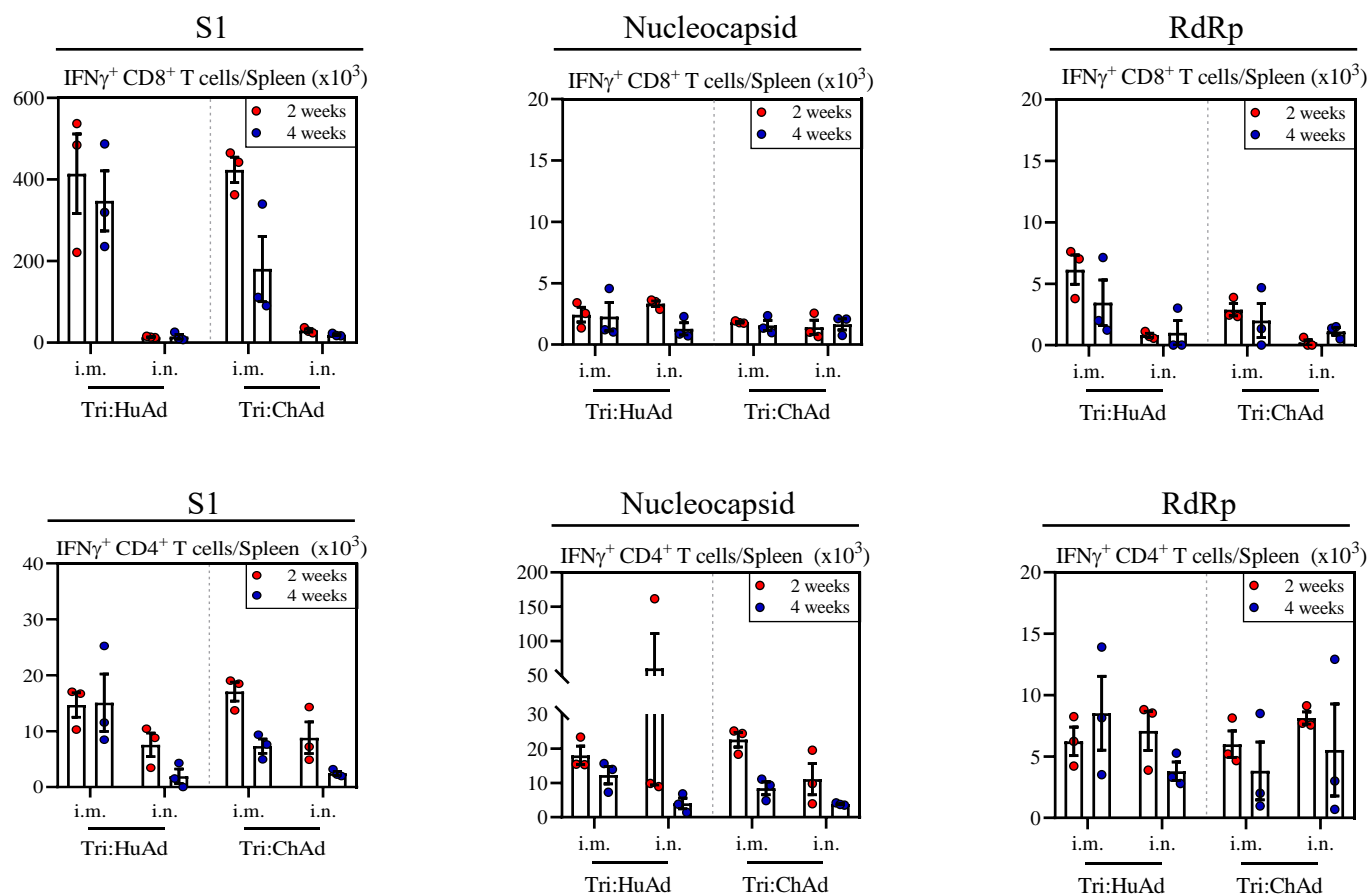 S1
IFNγ⁺ CD8⁺ T cells/Spleen (x10³)
600
400
200
0
2 weeks
4 weeks
i.m.
i.n.
i.m.
i.n.
Tri:HuAd
Tri:ChAd
Nucleocapsid
IFNγ⁺ CD8⁺ T cells/Spleen (x10³)
20
15
10
5
0
2 weeks
4 weeks
i.m.
i.n.
i.m.
i.n.
Tri:HuAd
Tri:ChAd
RdRp
IFNγ⁺ CD8⁺ T cells/Spleen (x10³)
20
15
10
5
0
2 weeks
4 weeks
i.m.
i.n.
i.m.
i.n.
Tri:HuAd
Tri:ChAd
S1
IFNγ⁺ CD4⁺ T cells/Spleen (x10³)
40
30
20
10
0
2 weeks
4 weeks
i.m.
i.n.
i.m.
i.n.
Tri:HuAd
Tri:ChAd
Nucleocapsid
IFNγ⁺ CD4⁺ T cells/Spleen (x10³)
200
150
100
50
30
20
10
0
2 weeks
4 weeks
i.m.
i.n.
i.m.
i.n.
Tri:HuAd
Tri:ChAd
RdRp
IFNγ⁺ CD4⁺ T cells/Spleen (x10³)
20
15
10
5
0
2 weeks
4 weeks
i.m.
i.n.
i.m.
i.n.
Tri:HuAd
Tri:ChAd